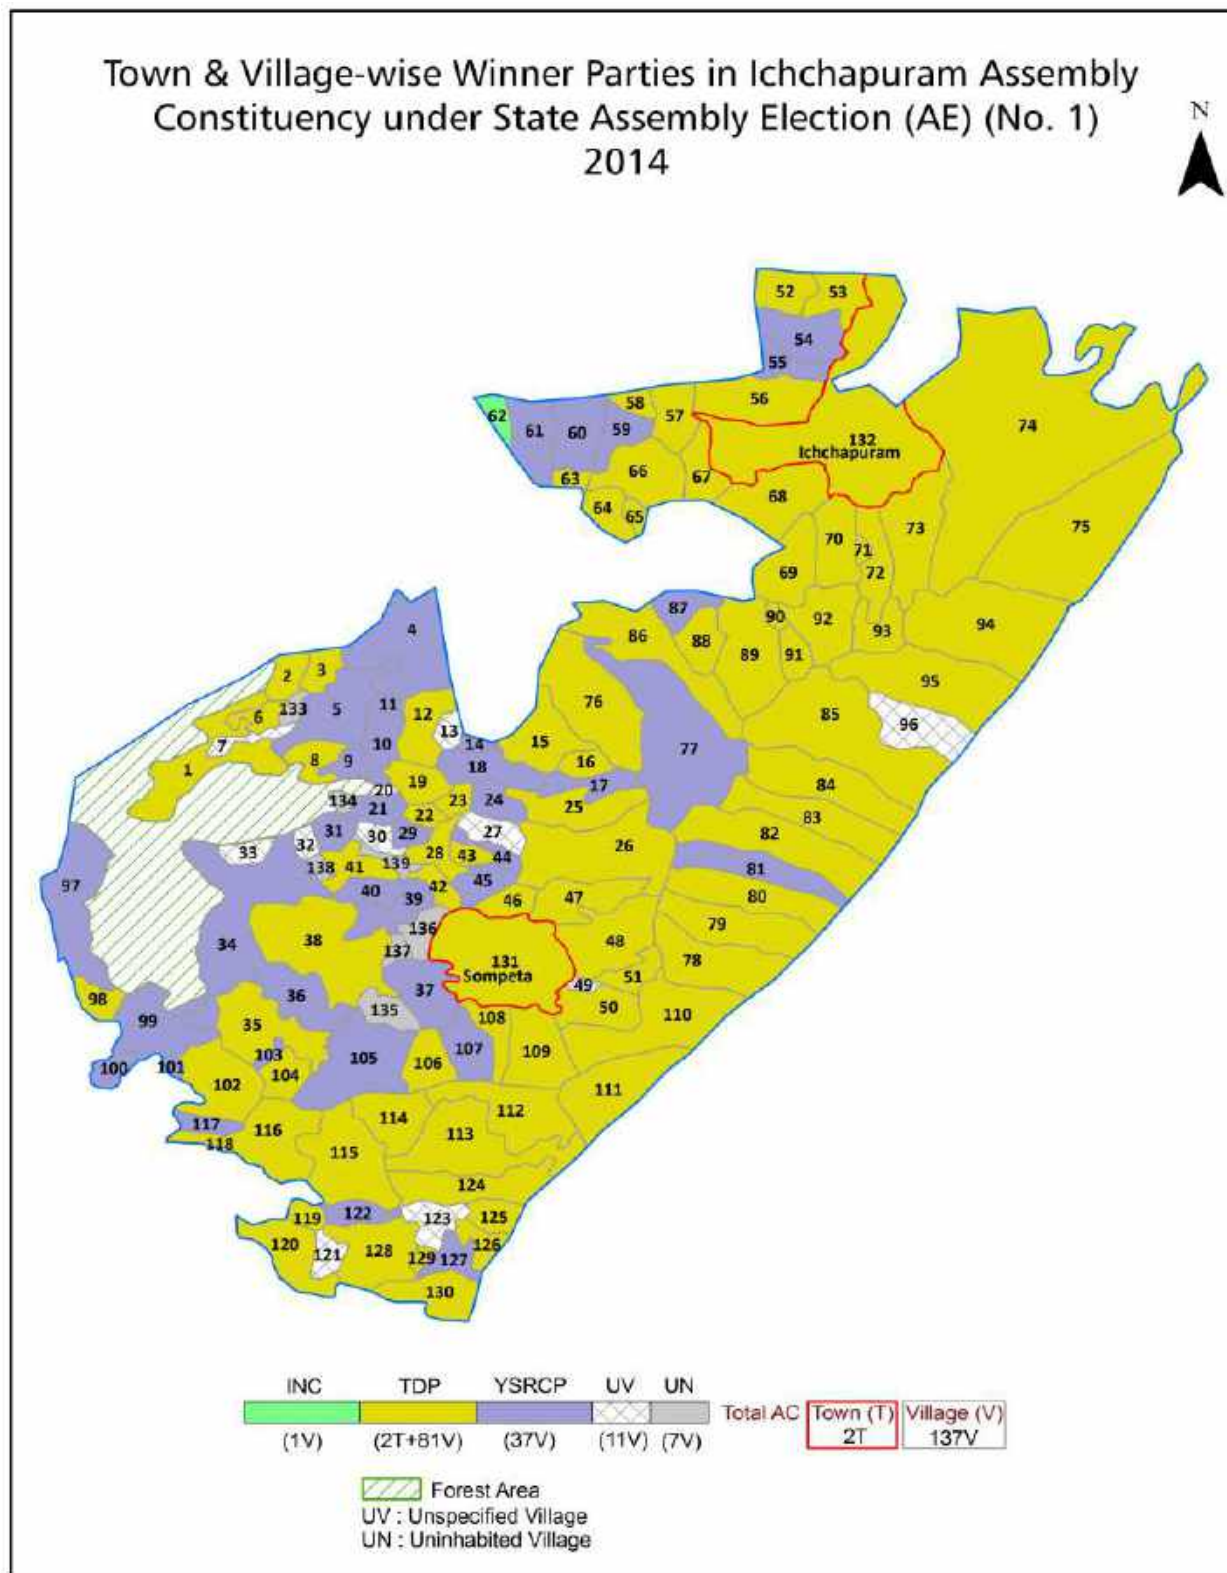 Town & Village-wise Winner Parties in Ichchapuram Assembly
Constituency under State Assembly Election (AE) (No. 1)
2014
N
52 53
54
55
56
58 57
62 61 60 59
132
Ichchapuram
74
63 66 67
64 65
68
73 75
70 71
69 72
87
90 92 93 94
86 88 89 91
4
95
2 3
133 5 11 12
6
76
85 96
7 13 14 15
10 77
8 9 18 16
1 20 19 17 84
134 21 22 23 24 25 83
31 30 29 27 82
32 26
33 28 43 44
138 41 139 81
97 40 39 42 45 46 47 80
136 79
34 38 137 48
131
Sompeta
78
49 51
36 37
98 135 50 110
99 35 108
103 105 106 107 109
100 101 104
102 111
114 112
117 116 113
118 115
124
119 122 123 125
120 121 128 129 127 126
130
INC TDP YSRCP UV UN
Total AC Town (T) Village (V)
2T 137V
(1V) (2T+81V) (37V) (11V) (7V)
Forest Area
UV : Unspecified Village
UN : Uninhabited Village